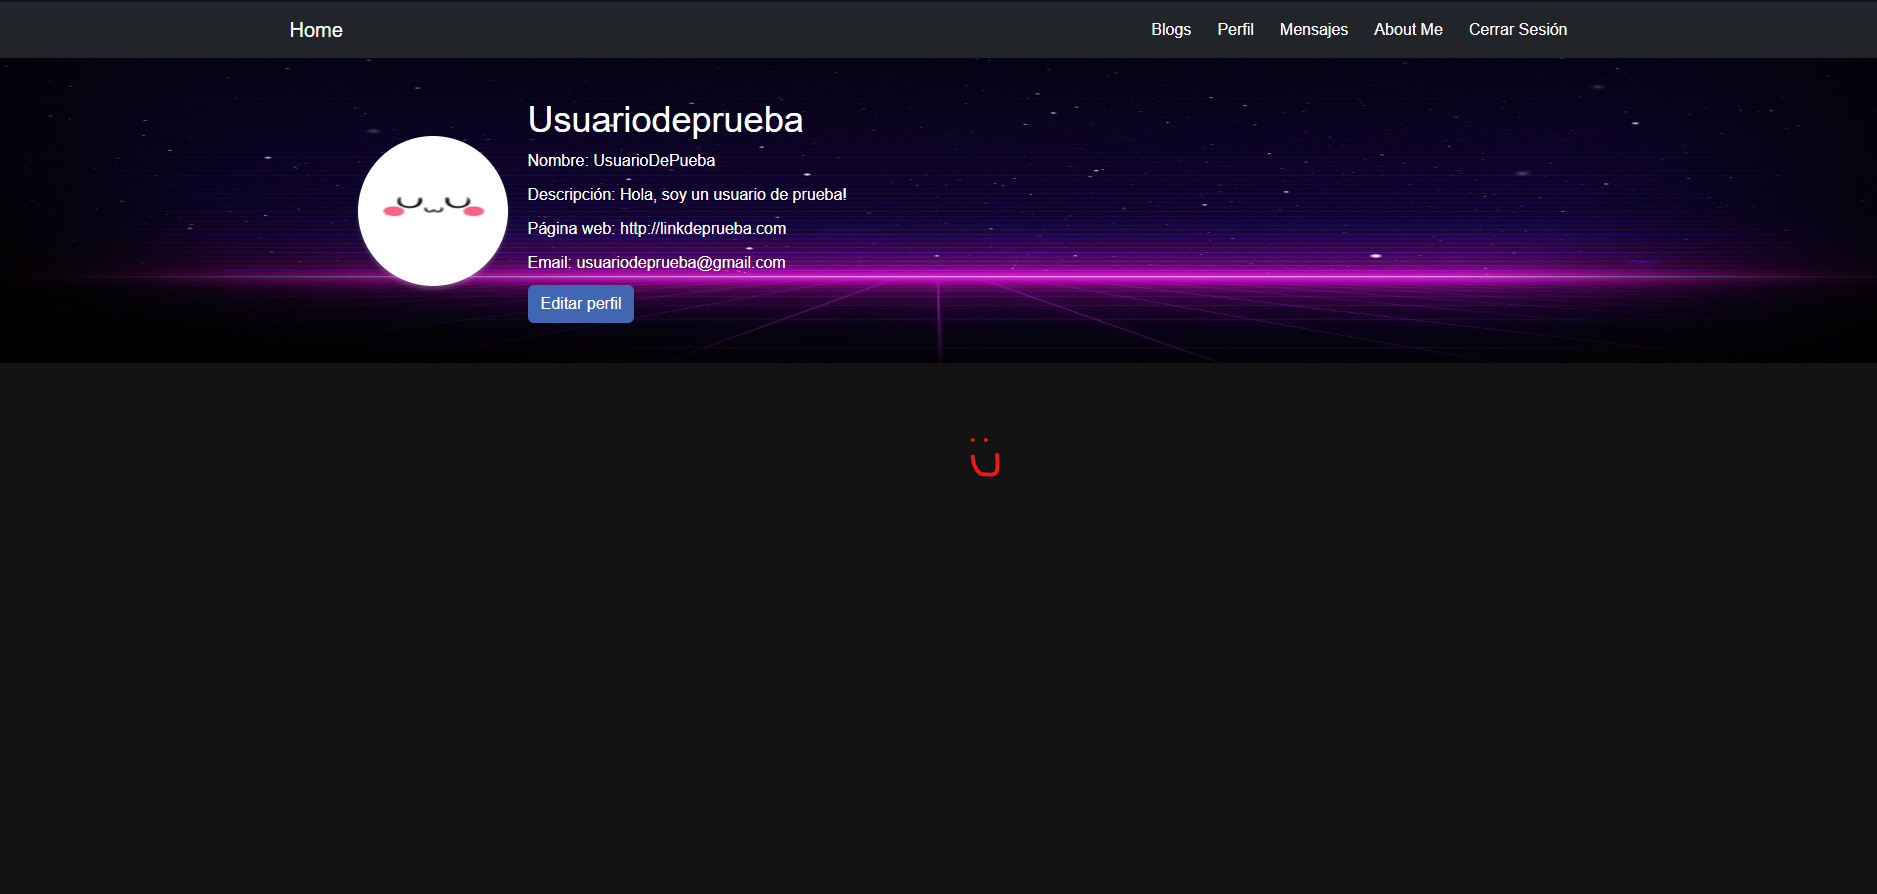 Home
Blogs
Perfil
Mensajes
About Me
Cerrar Sesión
Usuariodeprueba
Nombre: UsuarioDePueba
Descripción: Hola, soy un usuario de prueba!
Página web: http://linkdeprueba.com
Email: usuariodeprueba@gmail.com
Editar perfil